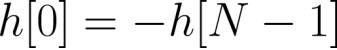 h[0] = −h[N − 1]